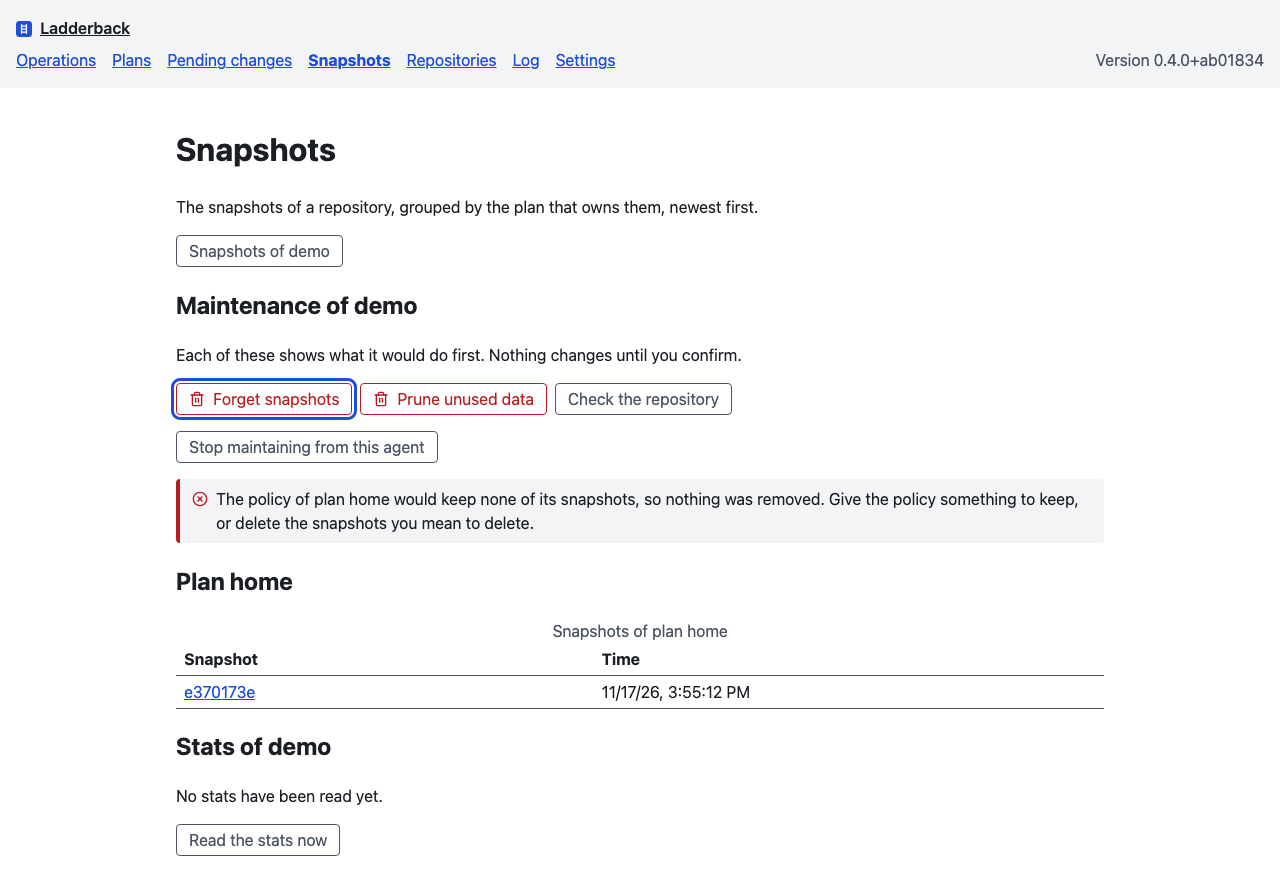 Ladderback
Operations Plans Pending changes Snapshots Repositories Log Settings Version 0.4.0+ab01834
Snapshots
The snapshots of a repository, grouped by the plan that owns them, newest first.
Snapshots of demo
Maintenance of demo
Each of these shows what it would do first. Nothing changes until you confirm.
Forget snapshots Prune unused data Check the repository
Stop maintaining from this agent
The policy of plan home would keep none of its snapshots, so nothing was removed. Give the policy something to keep,
or delete the snapshots you mean to delete.
Plan home
Snapshots of plan home
Snapshot Time
e370173e 11/17/26, 3:55:12 PM
Stats of demo
No stats have been read yet.
Read the stats now